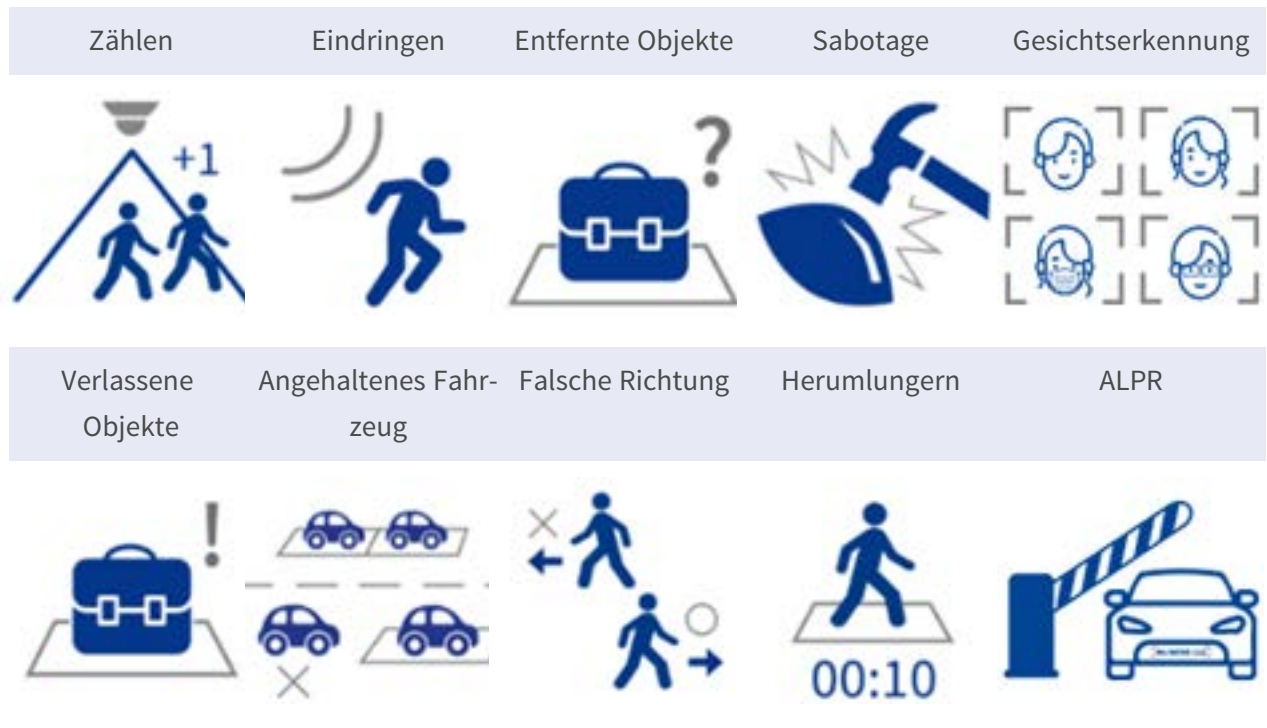 Zählen Eindringen Entfernte Objekte Sabotage Gesichtserkennung
+1 ?
Verlassene Angehaltenes Fahr- Falsche Richtung Herumlungern ALPR
Objekte zeug
!
00:10